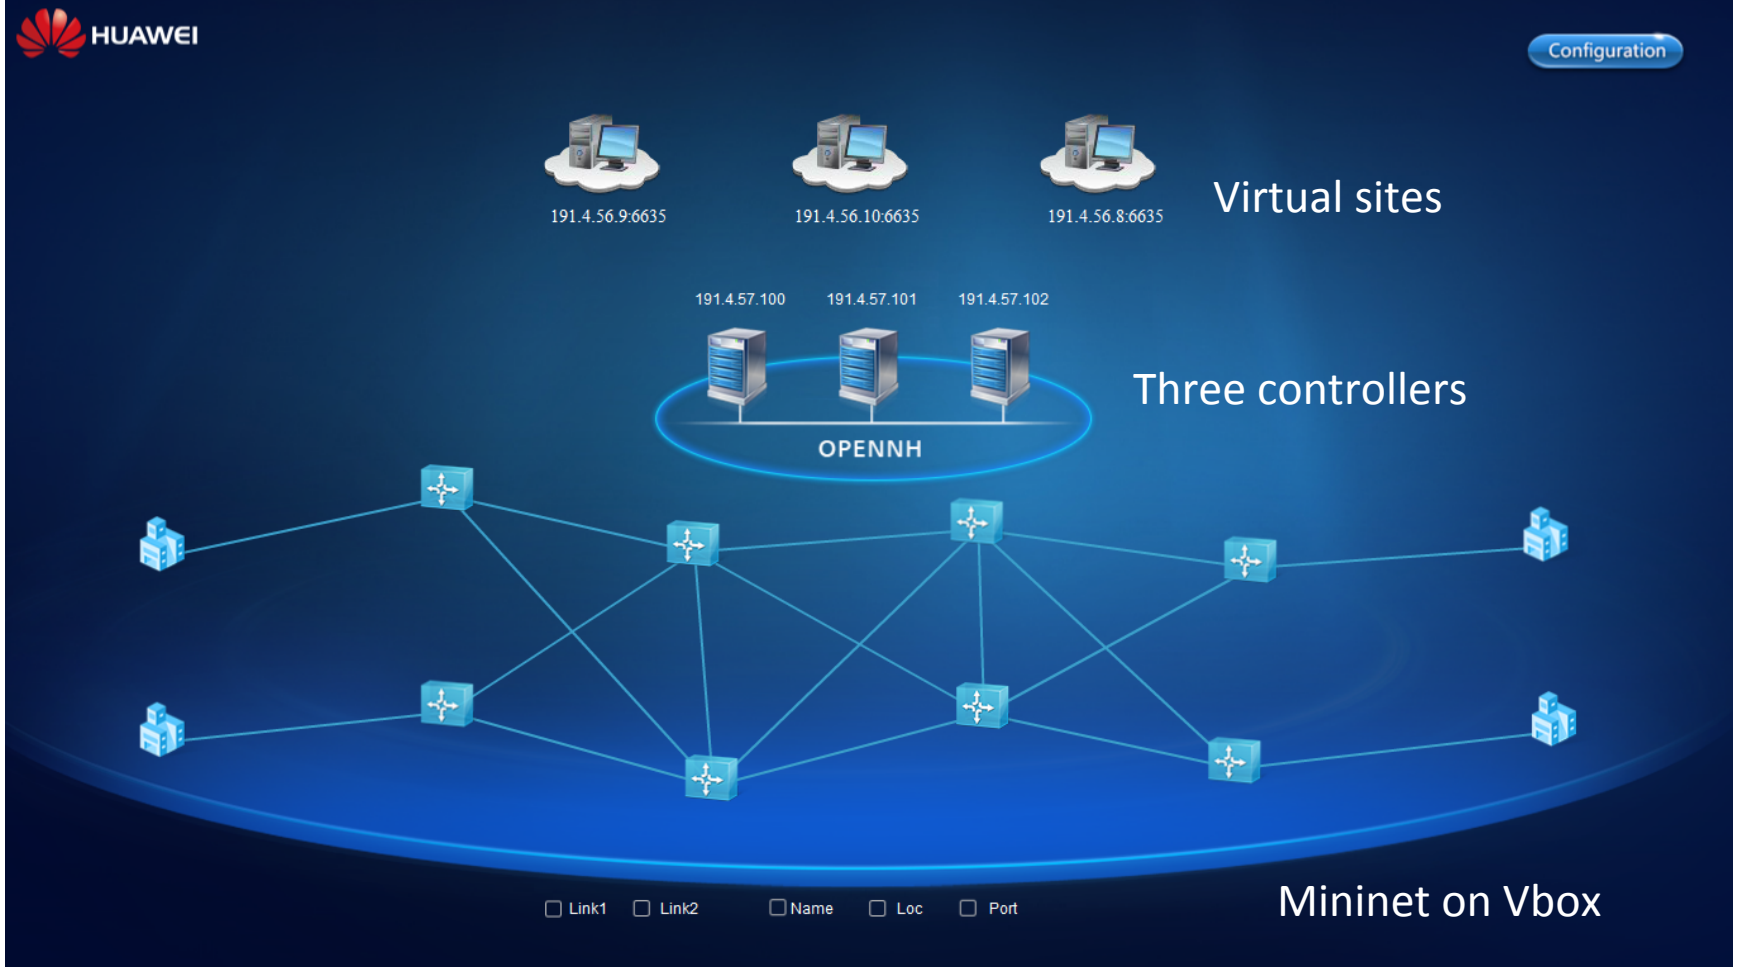 HUAWEI
Configuration
191.4.56.9:6635
191.4.56.10:6635
191.4.56.8:6635
Virtual sites
191.4.57.100
191.4.57.101
191.4.57.102
Three controllers
OPENNH
Link1
Link2
Name
Loc
Port
Mininet on Vbox